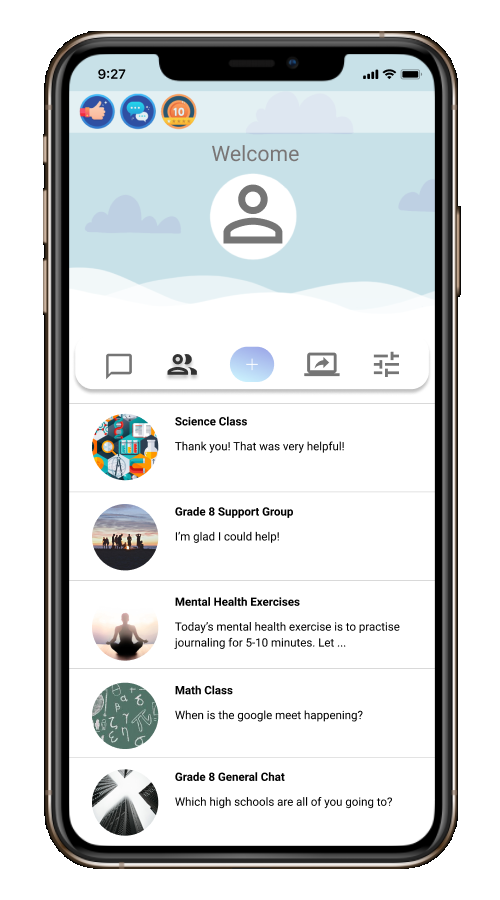 9:27
10
Welcome
Science Class
Thank you! That was very helpful!
Grade 8 Support Group
I'm glad I could help!
Mental Health Exercises
Today's mental health exercise is to practise
journaling for 5-10 minutes. Let ...
Math Class
When is the google meet happening?
Grade 8 General Chat
Which high schools are all of you going to?